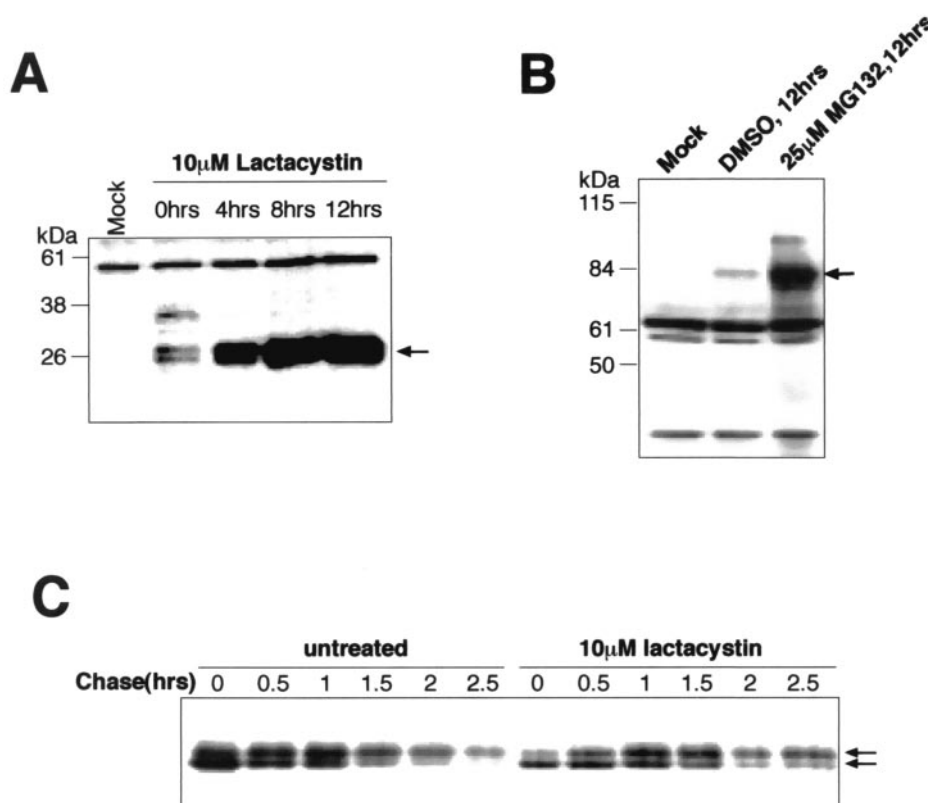 A
10µM Lactacystin
Mock
0hrs 4hrs 8hrs 12hrs
kDa
61
38
26
B
Mock
DMSO, 12hrs
25µM MG132,12hrs
kDa
115
84
61
50
C
untreated
10µM lactacystin
Chase(hrs) 0 0.5 1 1.5 2 2.5 0 0.5 1 1.5 2 2.5